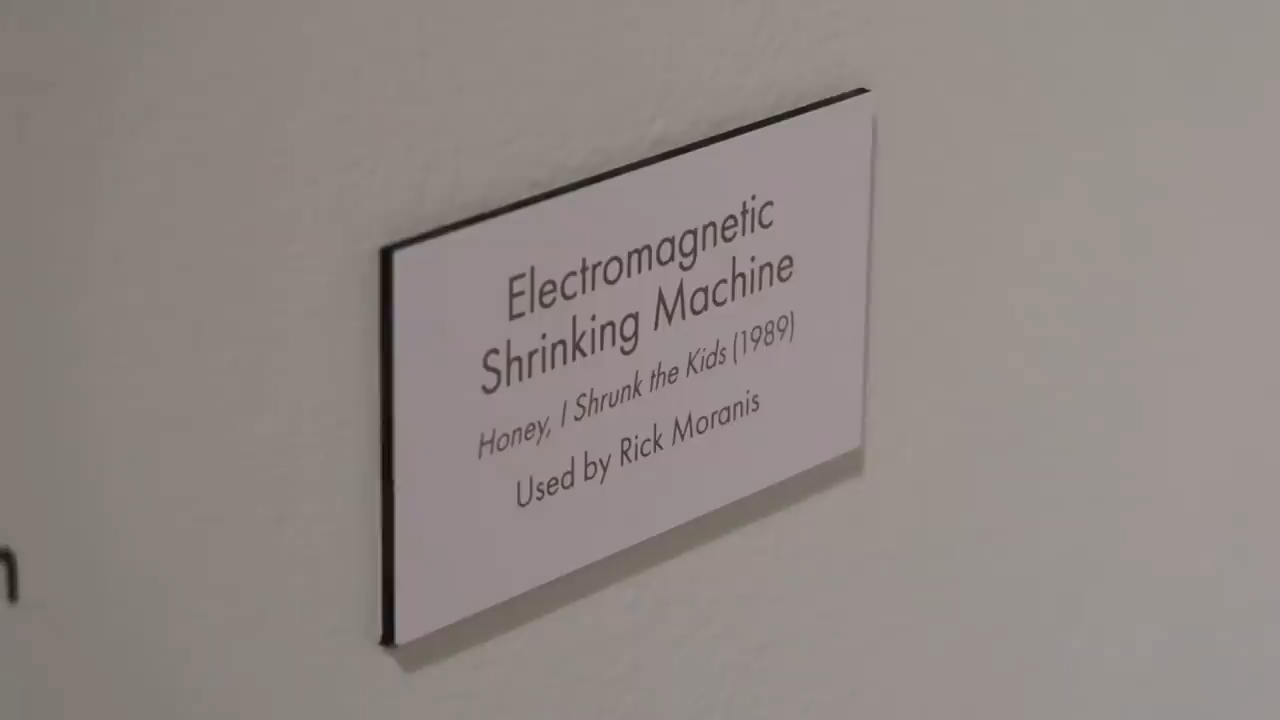 Electromagnetic
Shrinking Machine
Honey, I Shrunk the Kids (1989)
Used by Rick Moranis